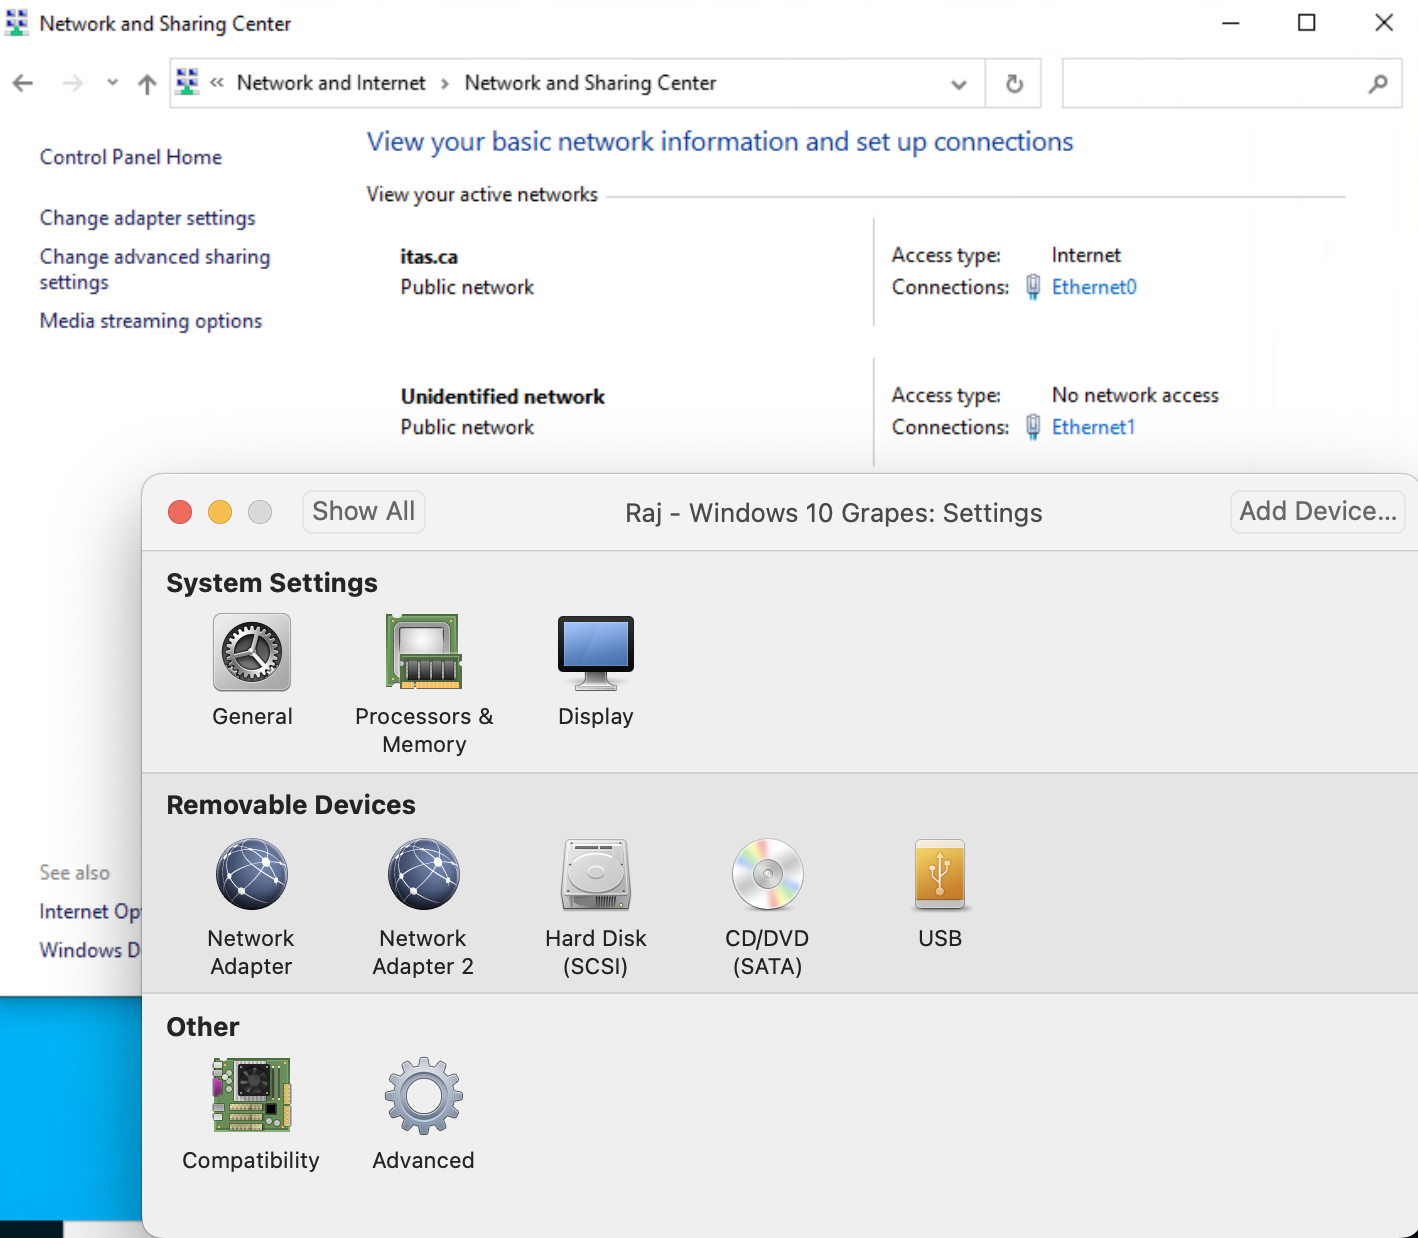 Network and Sharing Center
« Network and Internet › Network and Sharing Center
Control Panel Home
Change adapter settings
Change advanced sharing
settings
Media streaming options
See also
Internet Op
Windows D
View your basic network information and set up connections
View your active networks
itas.ca
Public network
Access type: Internet
Connections: Ethernet0
Unidentified network
Public network
Access type: No network access
Connections: Ethernet1
Show All
Raj - Windows 10 Grapes: Settings
Add Device...
System Settings
General
Processors &
Memory
Display
Removable Devices
Network
Adapter
Network
Adapter 2
Hard Disk
(SCSI)
CD/DVD
(SATA)
USB
Other
Compatibility
Advanced